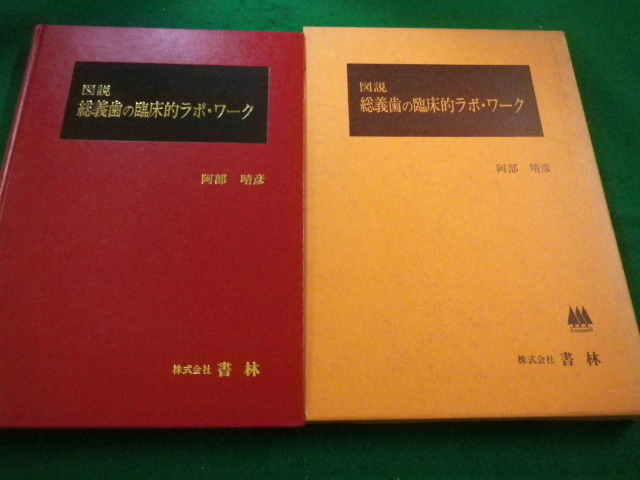 図説
総義歯の臨床的ラボ・ワーク
阿部 晴彦
株式会社 書林
図説
総義歯の臨床的ラボ・ワーク
阿部 晴彦
株式会社 書林